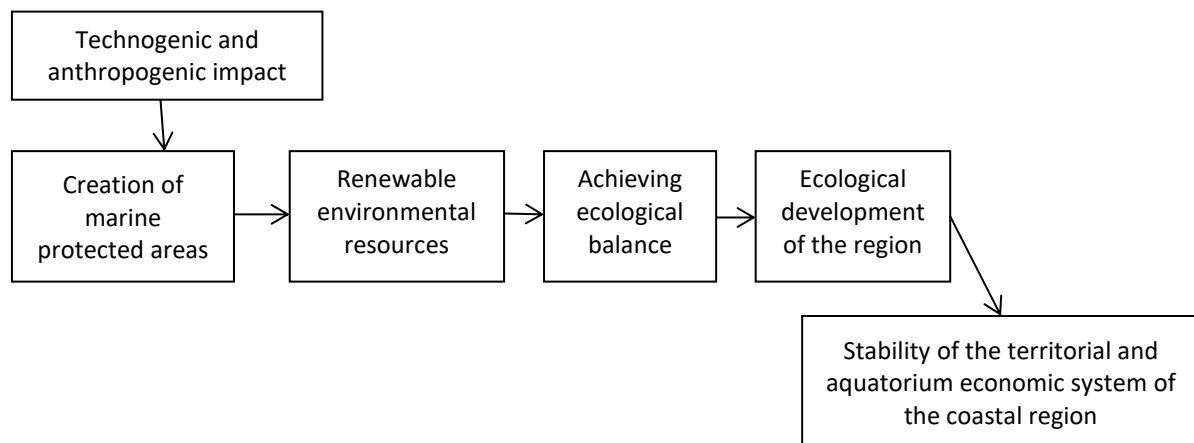 Technogenic and
anthropogenic impact
Creation of
marine
protected areas
Renewable
environmental
resources
Achieving
ecological
balance
Ecological
development
of the region
Stability of the territorial and
aquatorium economic system of
the coastal region